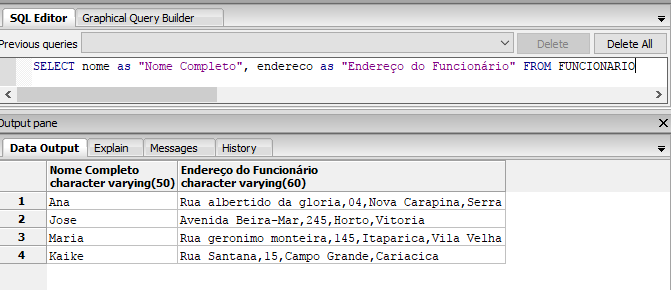 SQL Editor Graphical Query Builder
Previous queries Delete Delete All
SELECT nome as "Nome Completo", endereco as "Endereço do Funcionário" FROM FUNCIONARIO
Output pane
Data Output Explain Messages History
Nome Completo Endereço do Funcionário
character varying(50) character varying(60)
1 Ana Rua albertido da gloria,04,Nova Carapina,Serra
2 Jose Avenida Beira-Mar,245,Horto,Vitoria
3 Maria Rua geronimo monteira,145,Itaparica,Vila Velha
4 Kaike Rua Santana,15,Campo Grande,Cariacica